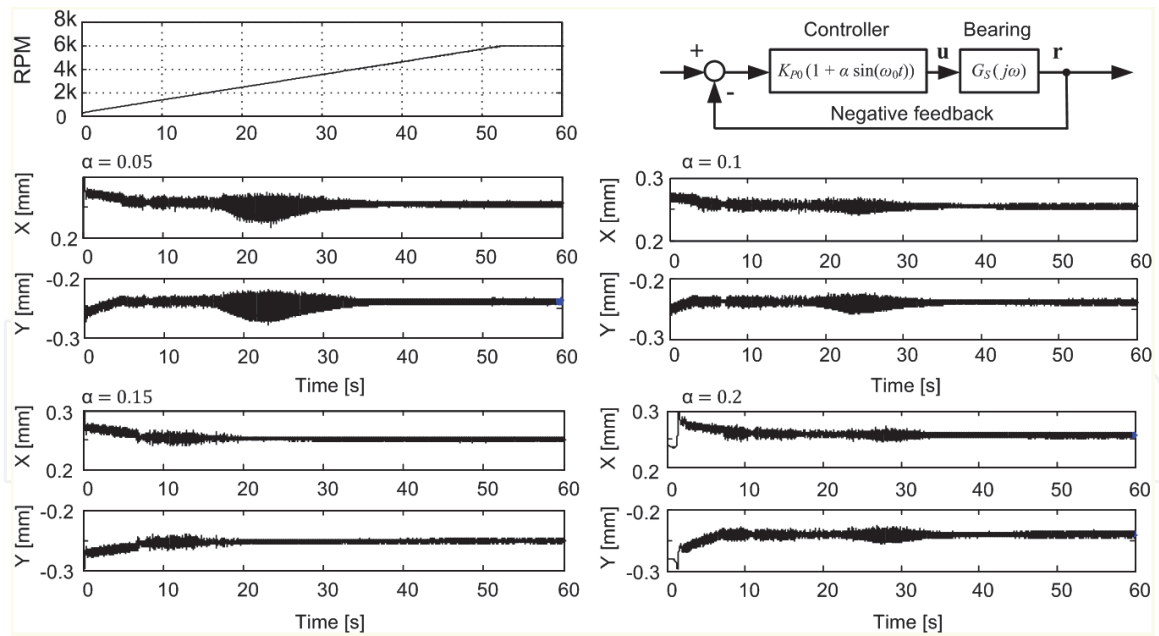 RPM
8k
6k
4k
2k
0
0 10 20 30 40 50 60
Controller
Bearing
+
-
K_{P0}(1 + α sin(ω_0t))
u
G_S(jω)
r
Negative feedback
α = 0.05
X [mm]
0.2
0 10 20 30 40 50 60
Y [mm]
-0.2
-0.3
0 10 20 30 40 50 60
Time [s]
α = 0.1
X [mm]
0.3
0.2
0 10 20 30 40 50 60
Y [mm]
-0.2
-0.3
0 10 20 30 40 50 60
Time [s]
α = 0.15
X [mm]
0.3
0.2
0 10 20 30 40 50 60
Y [mm]
-0.2
-0.3
0 10 20 30 40 50 60
Time [s]
α = 0.2
X [mm]
0.3
0.2
0 10 20 30 40 50 60
Y [mm]
-0.2
-0.3
0 10 20 30 40 50 60
Time [s]